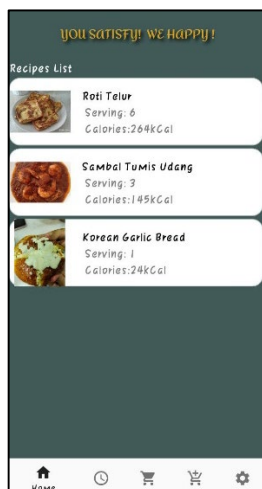 YOU SATISFY! WE HAPPY !
Recipes List
Roti Telur
Serving: 6
Calories:264kCal
Sambal Tumis Udang
Serving: 3
Calories:145kCal
Korean Garlic Bread
Serving: 1
Calories:24kCal
Home